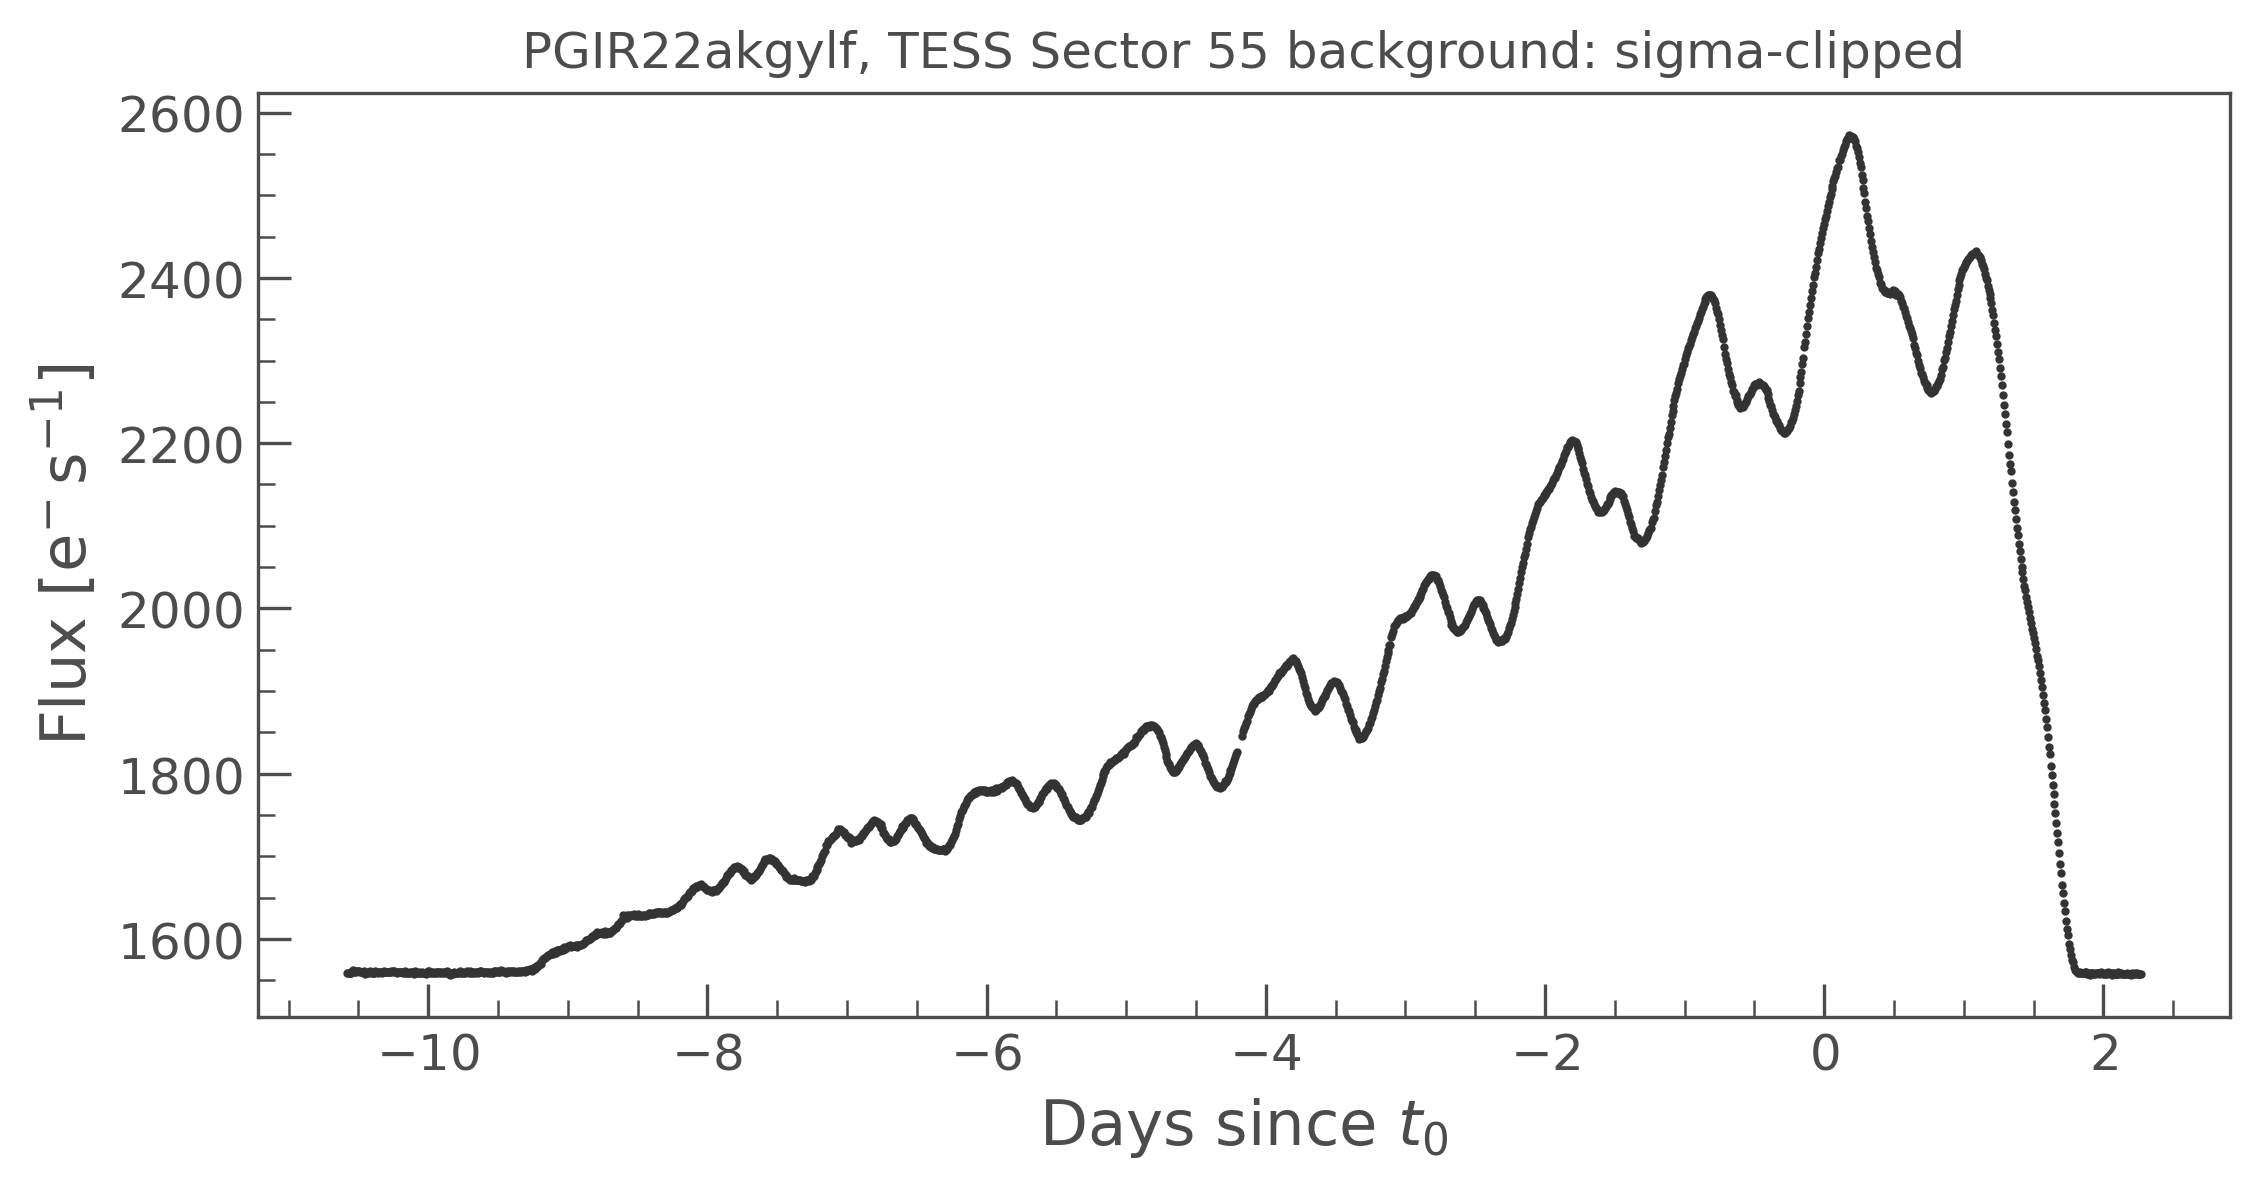 PGIR22akgylf, TESS Sector 55 background: sigma-clipped
2600
2400
2200
2000
1800
1600
Flux [e⁻ s⁻¹]
−10 −8 −6 −4 −2 0 2
Days since t₀